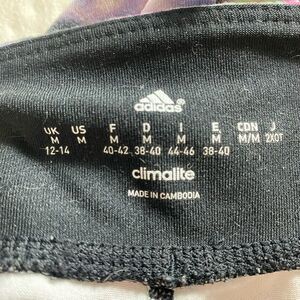 adidas
UK US F D I E CDN J
M M M M M M M/M 2XOT
12-14 40-42 38-40 44-46 38-40
climalite
MADE IN CAMBODIA